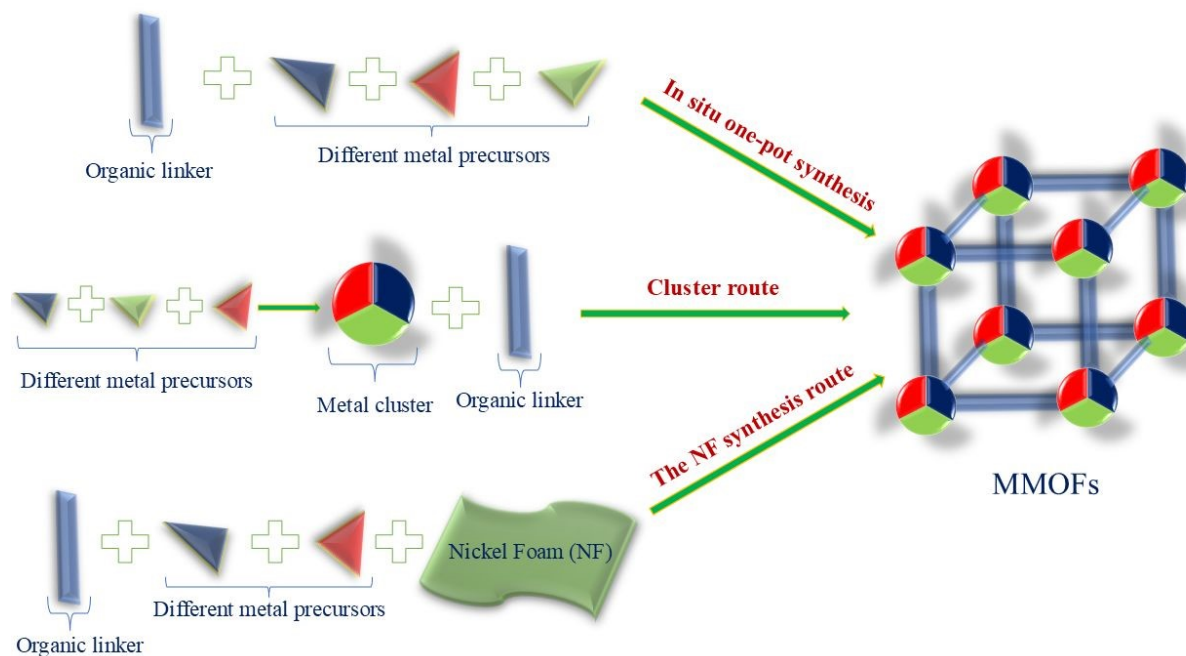 Organic linker
Different metal precursors
In situ one-pot synthesis
Different metal precursors
Metal cluster
Organic linker
Cluster route
Organic linker
Different metal precursors
Nickel Foam (NF)
The NF synthesis route
MMOFs